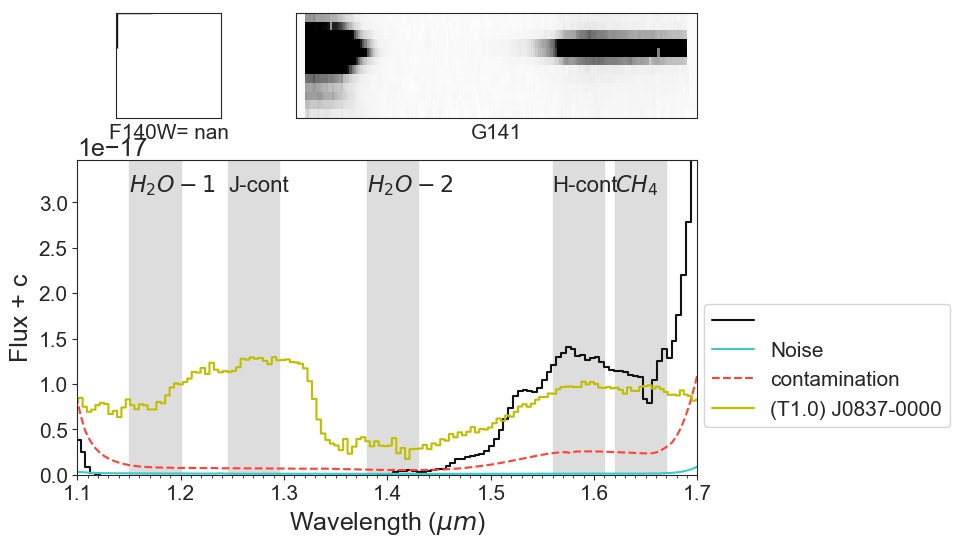 F140W= nan
G141
1e−17
H₂O − 1 J-cont H₂O − 2 H-cont CH₄
3.0
2.5
2.0
1.5
1.0
0.5
0.0
Flux + c
1.1 1.2 1.3 1.4 1.5 1.6 1.7
Wavelength (μm)
Noise
contamination
(T1.0) J0837-0000